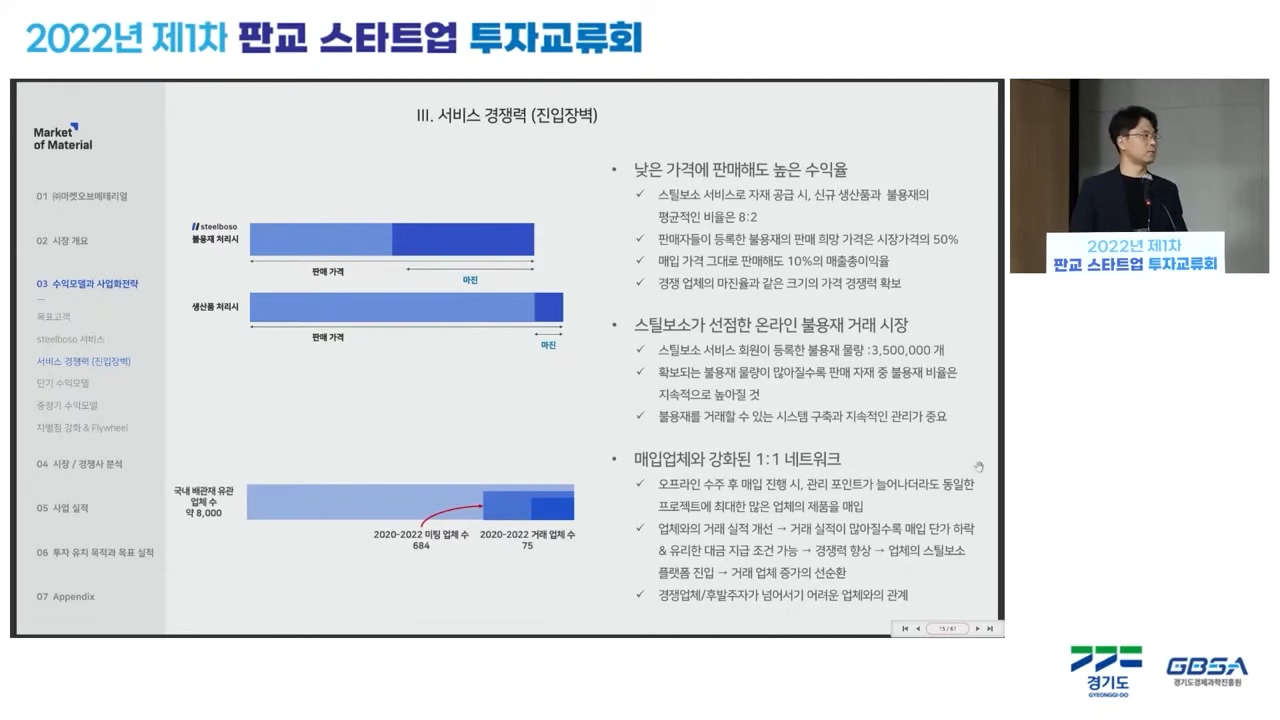 2022년 제1차 판교 스타트업 투자교류회
Market
of Material
01 ㈜마켓오브메테리얼
02 시장 개요
03 수익모델과 사업화전략
목표고객
steelboso 서비스
서비스 경쟁력 (진입장벽)
단기 수익모델
중장기 수익모델
차별점 강화 & Flywheel
04 시장 / 경쟁사 분석
05 사업 실적
06 투자 유치 목적과 목표 실적
07 Appendix
III. 서비스 경쟁력 (진입장벽)
steelboso
불용재 처리시
판매 가격
마진
생산품 처리시
판매 가격
마진
국내 배관재 유관
업체 수
약 8,000
2020-2022 미팅 업체 수
684
2020-2022 거래 업체 수
75
• 낮은 가격에 판매해도 높은 수익율
✓ 스틸보소 서비스로 자재 공급 시, 신규 생산품과 불용재의
평균적인 비율은 8:2
✓ 판매자들이 등록한 불용재의 판매 희망 가격은 시장가격의 50%
✓ 매입 가격 그대로 판매해도 10%의 매출총이익율
✓ 경쟁 업체의 마진율과 같은 크기의 가격 경쟁력 확보
• 스틸보소가 선점한 온라인 불용재 거래 시장
✓ 스틸보소 서비스 회원이 등록한 불용재 물량 :3,500,000 개
✓ 확보되는 불용재 물량이 많아질수록 판매 자재 중 불용재 비율은
지속적으로 높아질 것
✓ 불용재를 거래할 수 있는 시스템 구축과 지속적인 관리가 중요
• 매입업체와 강화된 1:1 네트워크
✓ 오프라인 수주 후 매입 진행 시, 관리 포인트가 늘어나더라도 동일한
프로젝트에 최대한 많은 업체의 제품을 매입
✓ 업체와의 거래 실적 개선 → 거래 실적이 많아질수록 매입 단가 하락
& 유리한 대금 지급 조건 가능 → 경쟁력 향상 → 업체의 스틸보소
플랫폼 진입 → 거래 업체 증가의 선순환
✓ 경쟁업체/후발주자가 넘어서기 어려운 업체와의 관계
15 / 61
2022년 제1차
판교 스타트업 투자교류회
경기도
GYEONGGI-DO
GBSA
경기도경제과학진흥원